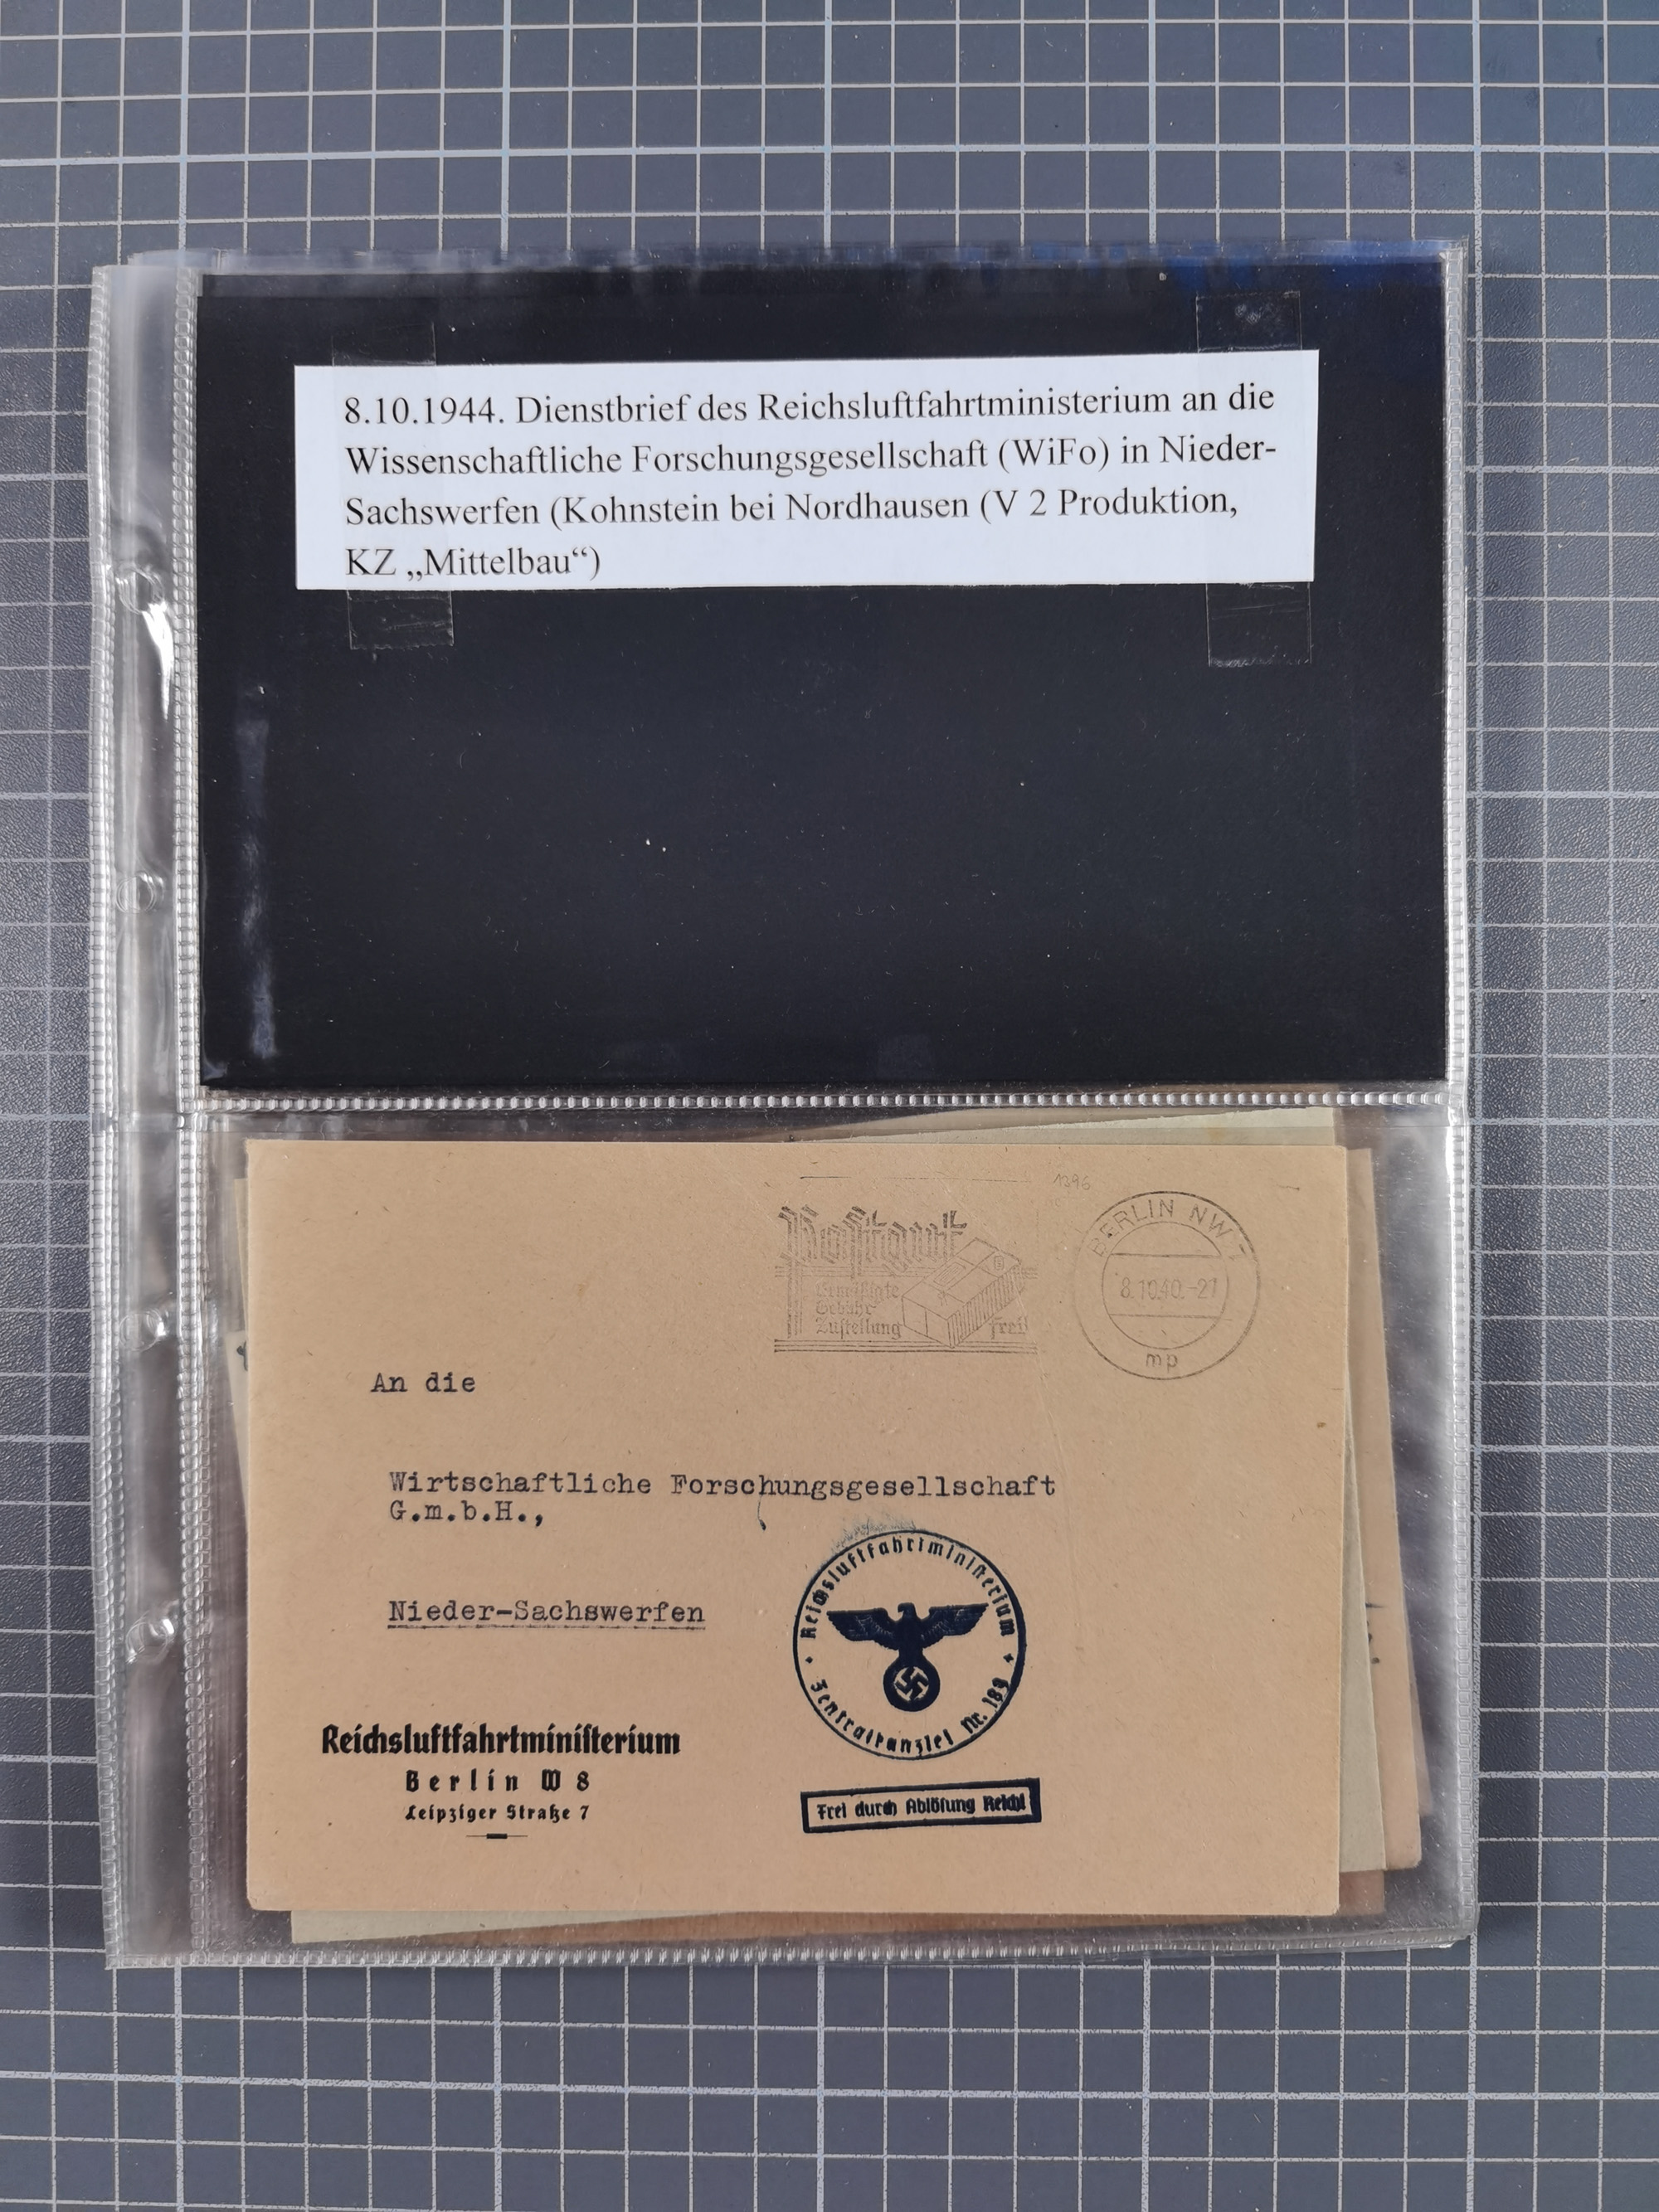 8.10.1944. Dienstbrief des Reichsluftfahrtministerium an die
Wissenschaftliche Forschungsgesellschaft (WiFo) in Nieder-
Sachswerfen (Kohnstein bei Nordhausen (V 2 Produktion,
KZ „Mittelbau“)
1396
Postgut
Ermäßigte
Gebühr
Zustellung frei!
BERLIN NW 7
8.10.40.-21
mp
An die
Wirtschaftliche Forschungsgesellschaft
G.m.b.H.,
Nieder-Sachswerfen
Reichsluftfahrtministerium
Zentralkanzlei Nr. 189
Reichsluftfahrtministerium
Berlin W 8
Leipziger Straße 7
Frei durch Ablösung Reich!